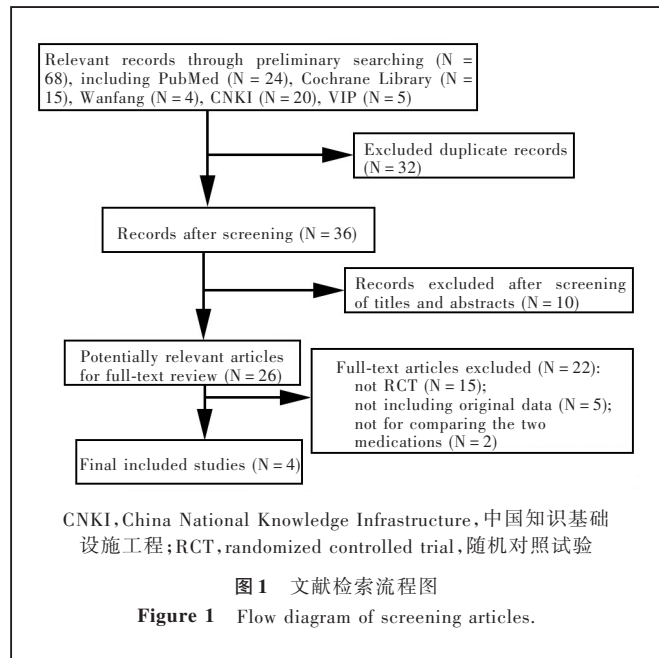 Relevant records through preliminary searching (N =
68), including PubMed (N = 24), Cochrane Library (N =
15), Wanfang (N = 4), CNKI (N = 20), VIP (N = 5)
Excluded duplicate records
(N = 32)
Records after screening (N = 36)
Records excluded after screening
of titles and abstracts (N = 10)
Potentially relevant articles
for full-text review (N = 26)
Full-text articles excluded (N = 22):
not RCT (N = 15);
not including original data (N = 5);
not for comparing the two
medications (N = 2)
Final included studies (N = 4)
CNKI,China National Knowledge Infrastructure,中国知识基础
设施工程;RCT,randomized controlled trial,随机对照试验
图1 文献检索流程图
Figure 1 Flow diagram of screening articles.